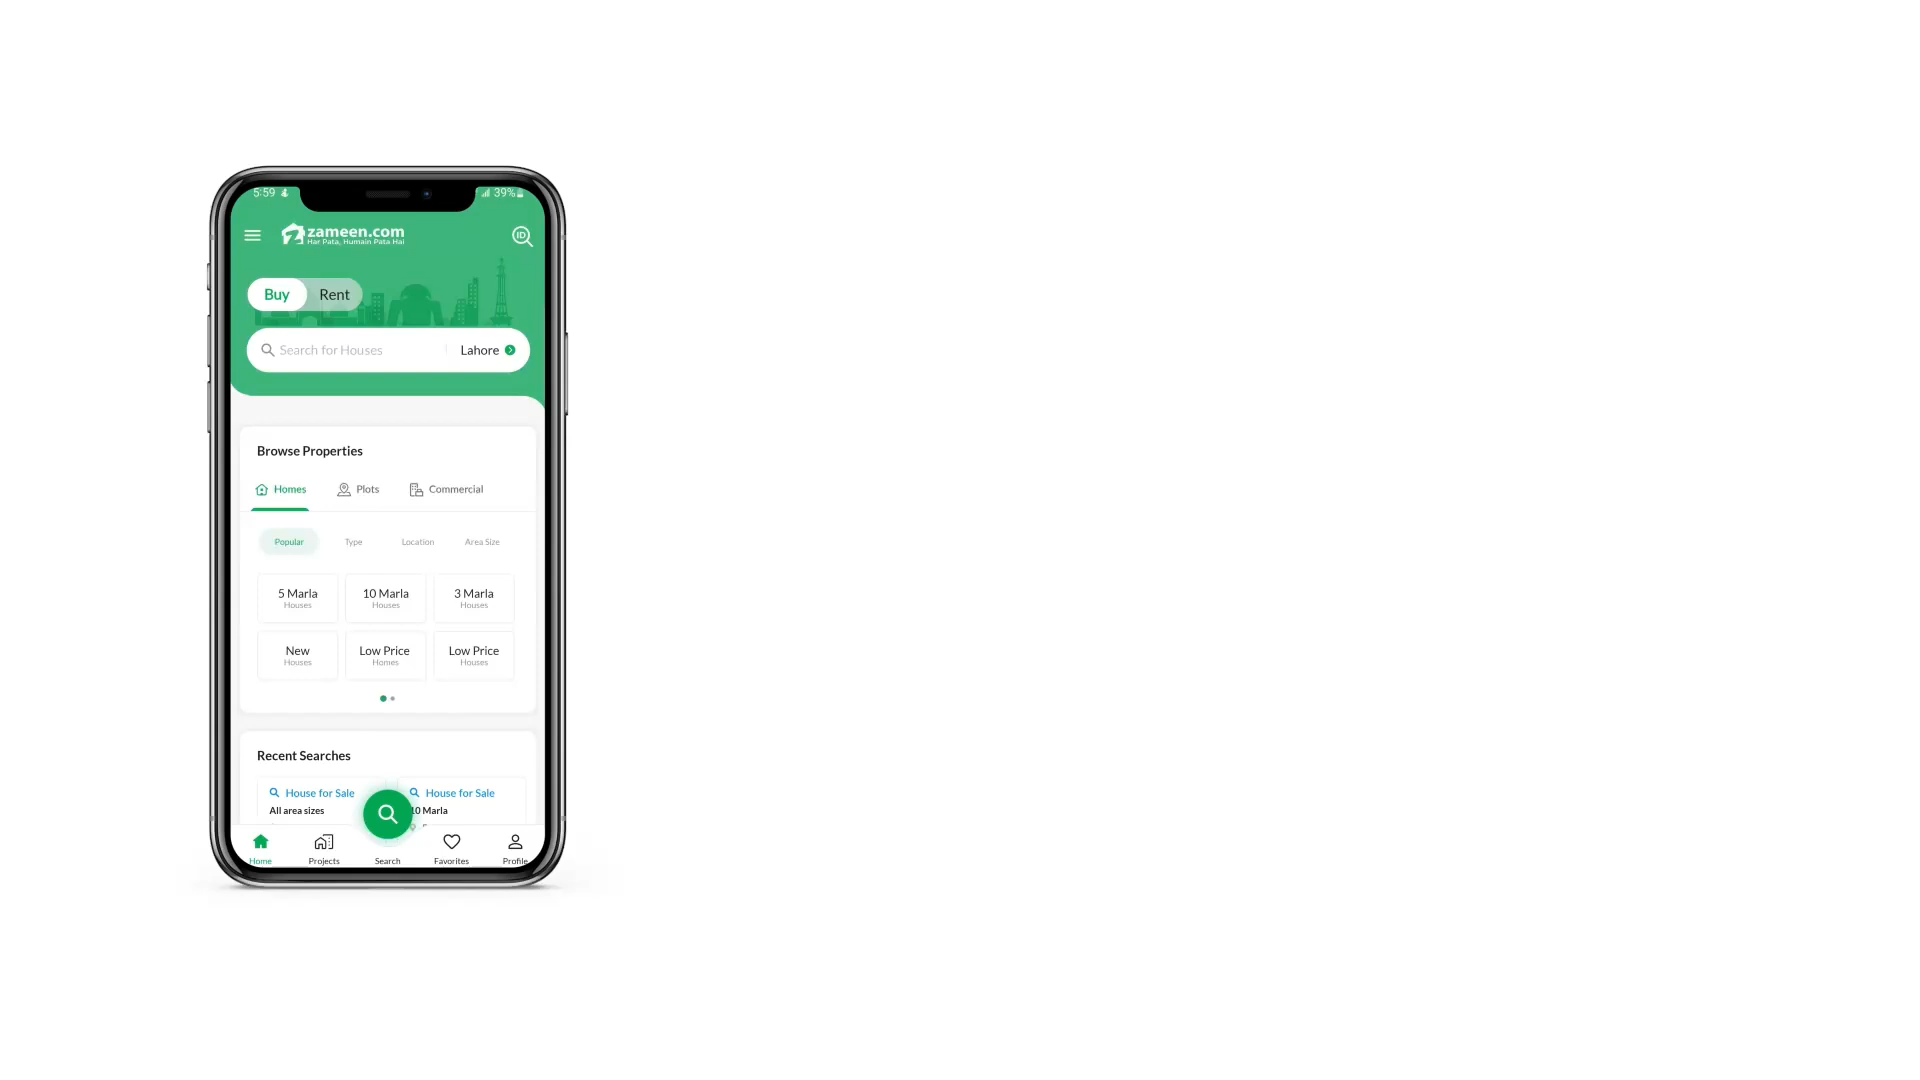 5:59 39%
zameen.com
Har Pata, Humain Pata Hai
ID
Buy Rent
Search for Houses Lahore
Browse Properties
Homes Plots Commercial
Popular Type Location Area Size
5 Marla 10 Marla 3 Marla
Houses Houses Houses
New Low Price Low Price
Houses Homes Houses
Recent Searches
House for Sale House for Sale
All area sizes 10 Marla
Home Projects Search Favorites Profile